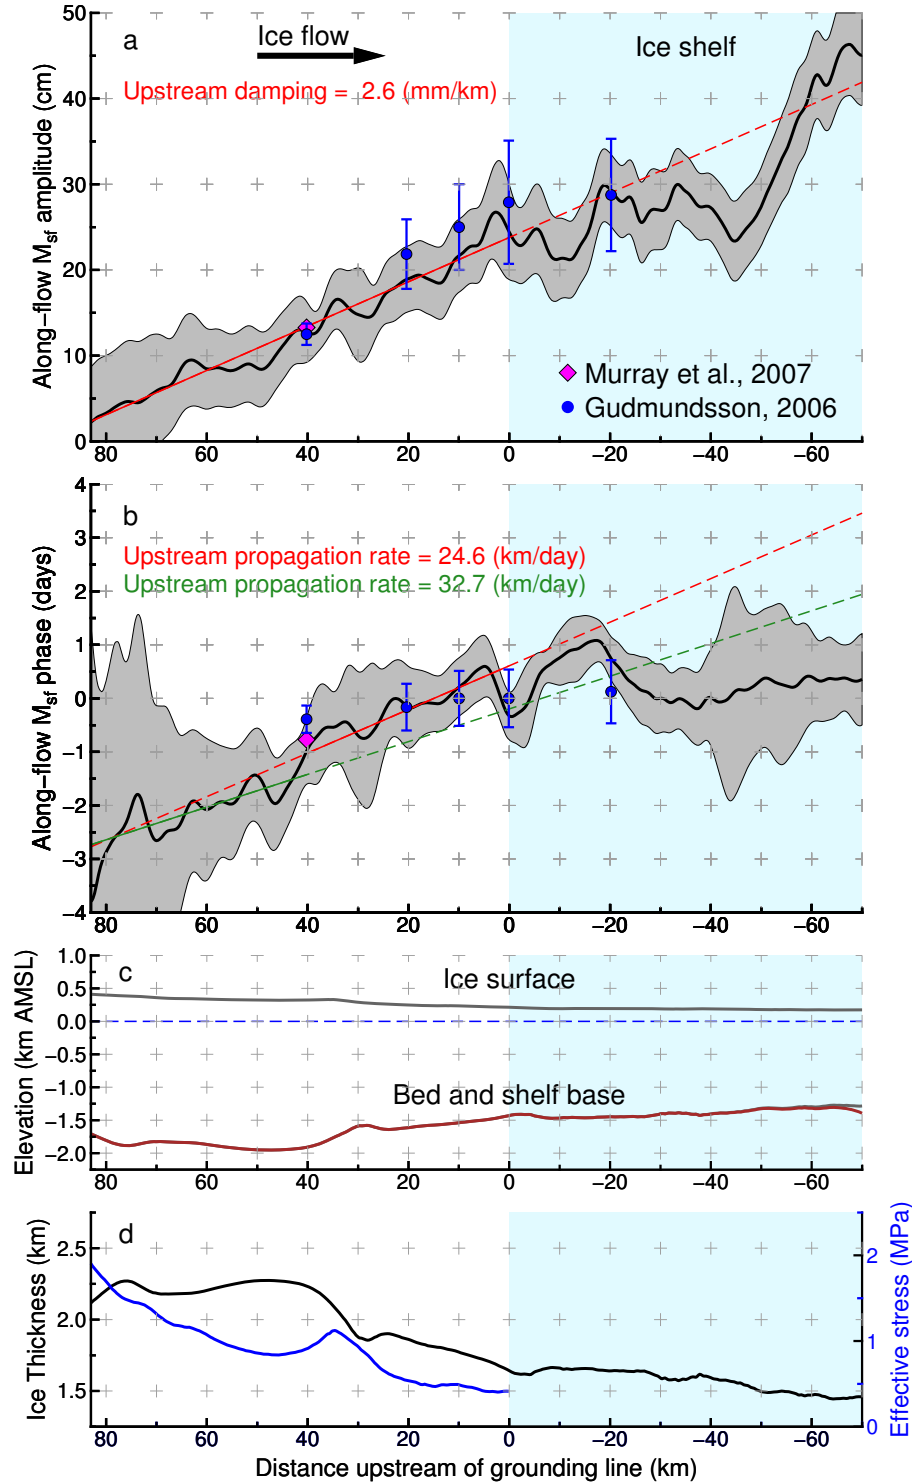 50
a
Ice flow
Ice shelf
Upstream damping = 2.6 (mm/km)
40
30
20
10
0
Along−flow Msf amplitude (cm)
Murray et al., 2007
Gudmundsson, 2006
80 60 40 20 0 −20 −40 −60
4
b
3
Upstream propagation rate = 24.6 (km/day)
Upstream propagation rate = 32.7 (km/day)
2
1
0
−1
−2
−3
−4
Along−flow Msf phase (days)
80 60 40 20 0 −20 −40 −60
1.0
c
Ice surface
0.5
0.0
−0.5
−1.0
Bed and shelf base
−1.5
−2.0
Elevation (km AMSL)
80 60 40 20 0 −20 −40 −60
d
2.5
2.0
1.5
Ice Thickness (km)
2
1
0
Effective stress (MPa)
80 60 40 20 0 −20 −40 −60
Distance upstream of grounding line (km)